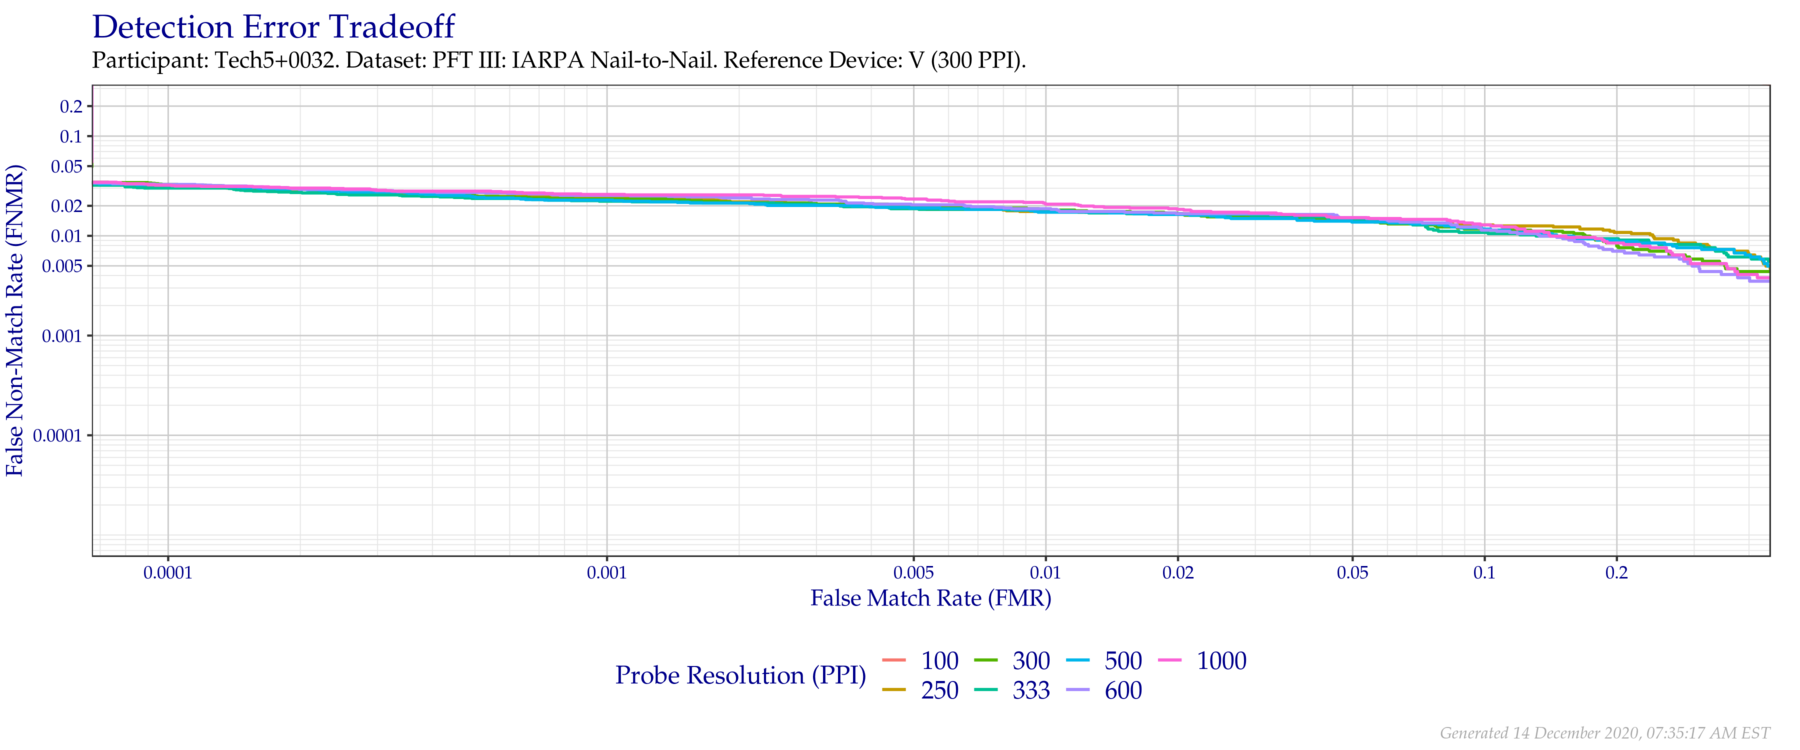 Detection Error Tradeoff
Participant: Tech5+0032. Dataset: PFT III: IARPA Nail-to-Nail. Reference Device: V (300 PPI).
False Non-Match Rate (FNMR)
0.2
0.1
0.05
0.02
0.01
0.005
0.001
0.0001
0.0001 0.001 0.005 0.01 0.02 0.05 0.1 0.2
False Match Rate (FMR)
Probe Resolution (PPI)
100 300 500 1000
250 333 600
Generated 14 December 2020, 07:35:17 AM EST